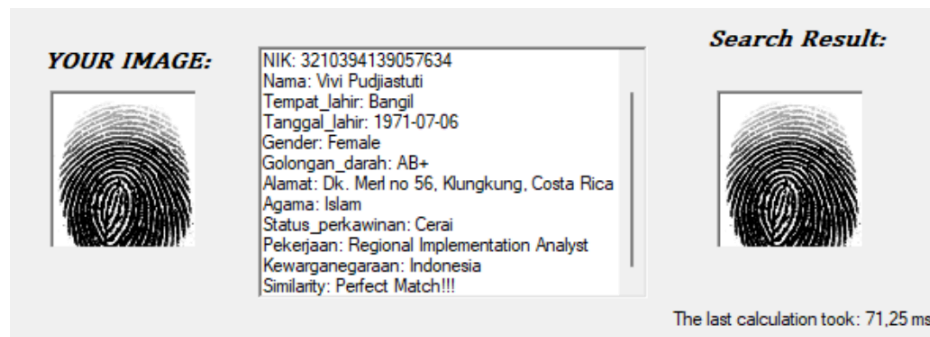 YOUR IMAGE:
NIK: 3210394139057634
Nama: Vivi Pudjiastuti
Tempat_lahir: Bangil
Tanggal_lahir: 1971-07-06
Gender: Female
Golongan_darah: AB+
Alamat: Dk. Merl no 56, Klungkung, Costa Rica
Agama: Islam
Status_perkawinan: Cerai
Pekerjaan: Regional Implementation Analyst
Kewarganegaraan: Indonesia
Similarity: Perfect Match!!!
Search Result:
The last calculation took: 71,25 ms